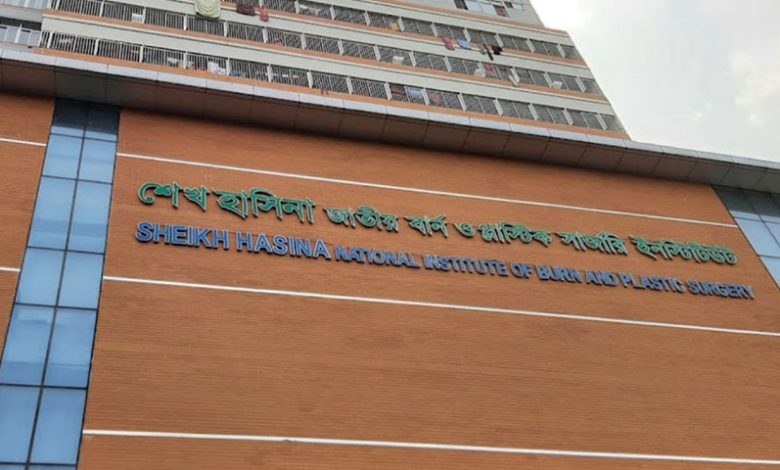 শেখ হাসিনা জাতীয় বার্ন ও প্লাস্টিক সার্জারি ইনস্টিটিউট
SHEIKH HASINA NATIONAL INSTITUTE OF BURN AND PLASTIC SURGERY